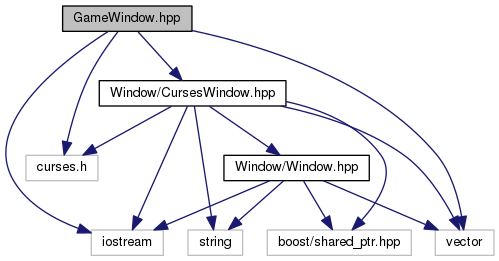 GameWindow.hpp
Window/CursesWindow.hpp
curses.h
Window/Window.hpp
iostream
string
boost/shared_ptr.hpp
vector